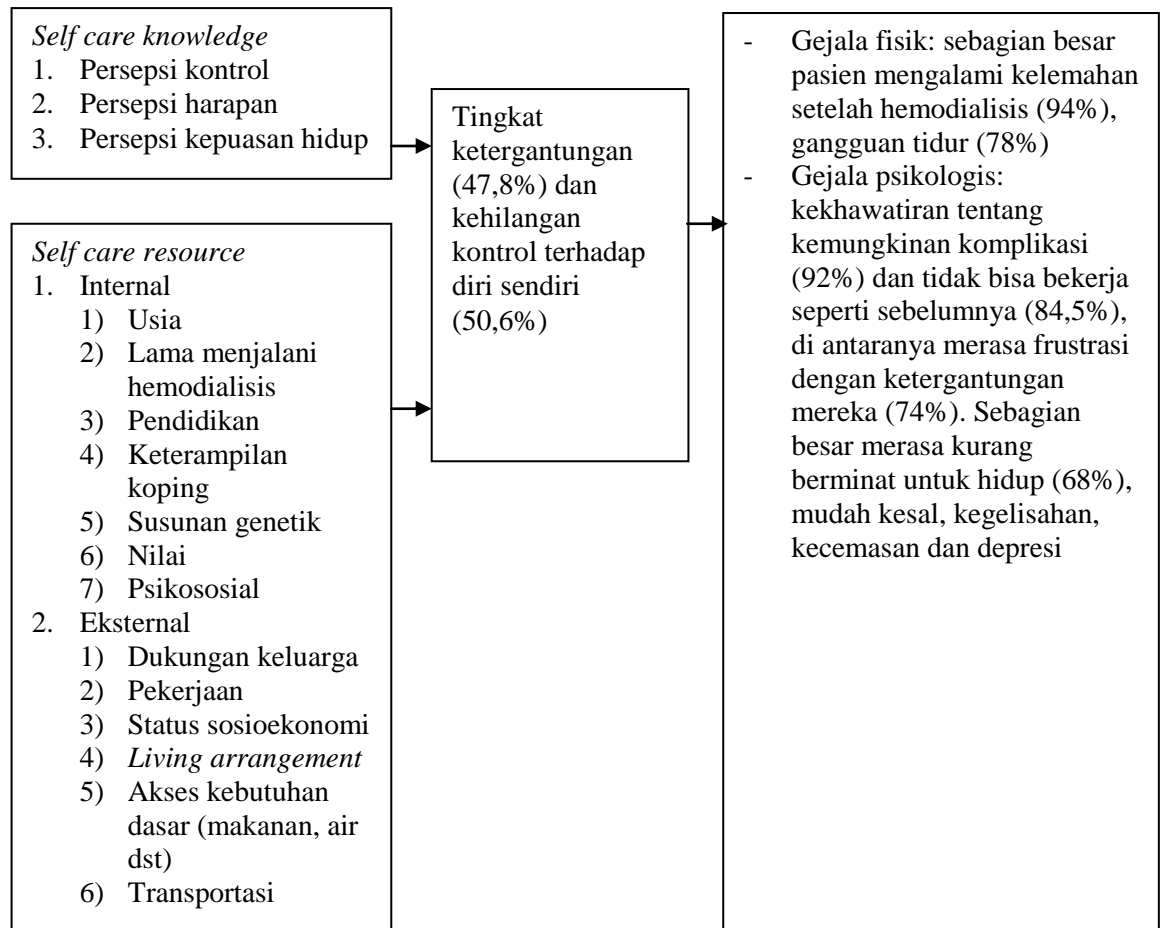 Self care knowledge
1. Persepsi kontrol
2. Persepsi harapan
3. Persepsi kepuasan hidup
Self care resource
1. Internal
1) Usia
2) Lama menjalani
hemodialisis
3) Pendidikan
4) Keterampilan
koping
5) Susunan genetik
6) Nilai
7) Psikososial
2. Eksternal
1) Dukungan keluarga
2) Pekerjaan
3) Status sosioekonomi
4) Living arrangement
5) Akses kebutuhan
dasar (makanan, air
dst)
6) Transportasi
Tingkat
ketergantungan
(47,8%) dan
kehilangan
kontrol terhadap
diri sendiri
(50,6%)
- Gejala fisik: sebagian besar
pasien mengalami kelemahan
setelah hemodialisis (94%),
gangguan tidur (78%)
- Gejala psikologis:
kekhawatiran tentang
kemungkinan komplikasi
(92%) dan tidak bisa bekerja
seperti sebelumnya (84,5%),
di antaranya merasa frustrasi
dengan ketergantungan
mereka (74%). Sebagian
besar merasa kurang
berminat untuk hidup (68%),
mudah kesal, kegelisahan,
kecemasan dan depresi